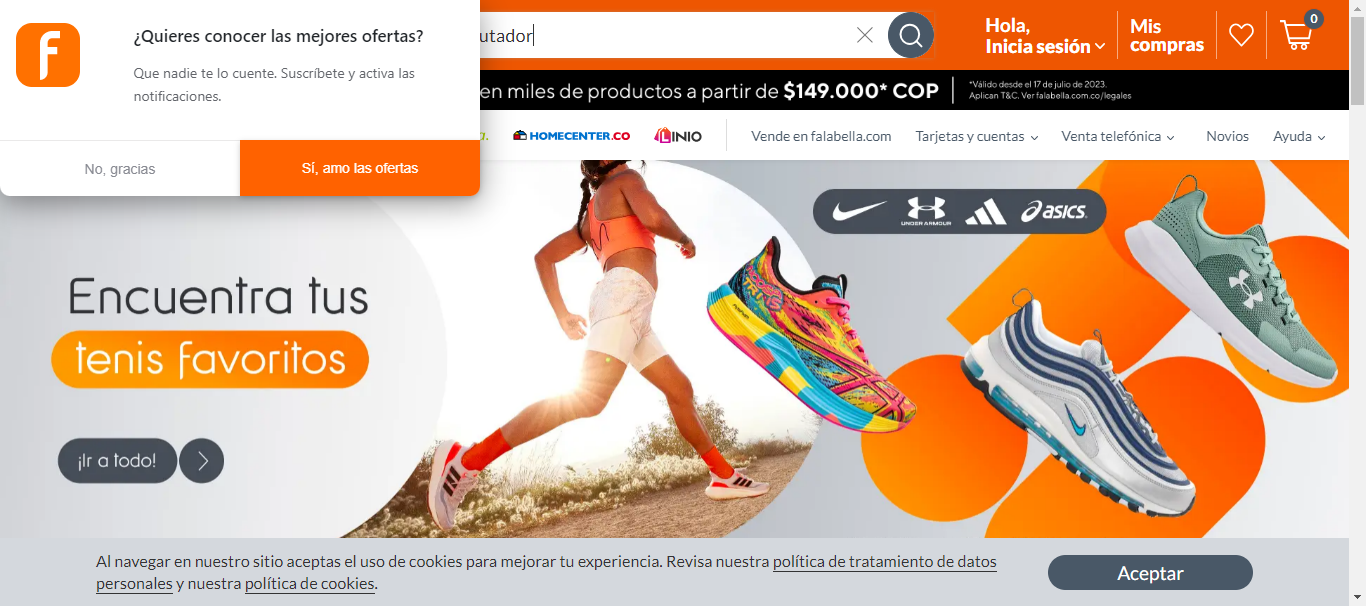 ¿Quieres conocer las mejores ofertas?
Que nadie te lo cuente. Suscríbete y activa las
notificaciones.
No, gracias
Sí, amo las ofertas
utador
Hola,
Inicia sesión
Mis
compras
0
en miles de productos a partir de $149.000* COP
*Válido desde el 17 de julio de 2023.
Aplican T&C. Ver falabella.com.co/legales
HOMECENTER.CO
LINIO
Vende en falabella.com
Tarjetas y cuentas
Venta telefónica
Novios
Ayuda
UNDER ARMOUR
asics
Encuentra tus
tenis favoritos
¡Ir a todo!
Al navegar en nuestro sitio aceptas el uso de cookies para mejorar tu experiencia. Revisa nuestra política de tratamiento de datos
personales y nuestra política de cookies.
Aceptar